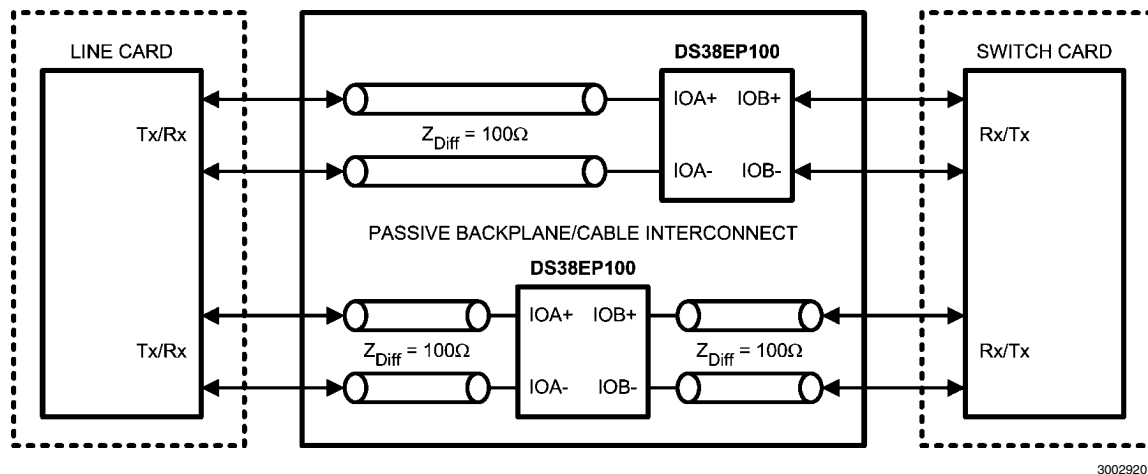 LINE CARD
DS38EP100
SWITCH CARD
IOA+ IOB+
Tx/Rx
Z_Diff = 100Ω
Rx/Tx
IOA- IOB-
PASSIVE BACKPLANE/CABLE INTERCONNECT
DS38EP100
IOA+ IOB+
Tx/Rx
Z_Diff = 100Ω
Z_Diff = 100Ω
Rx/Tx
IOA- IOB-
3002920